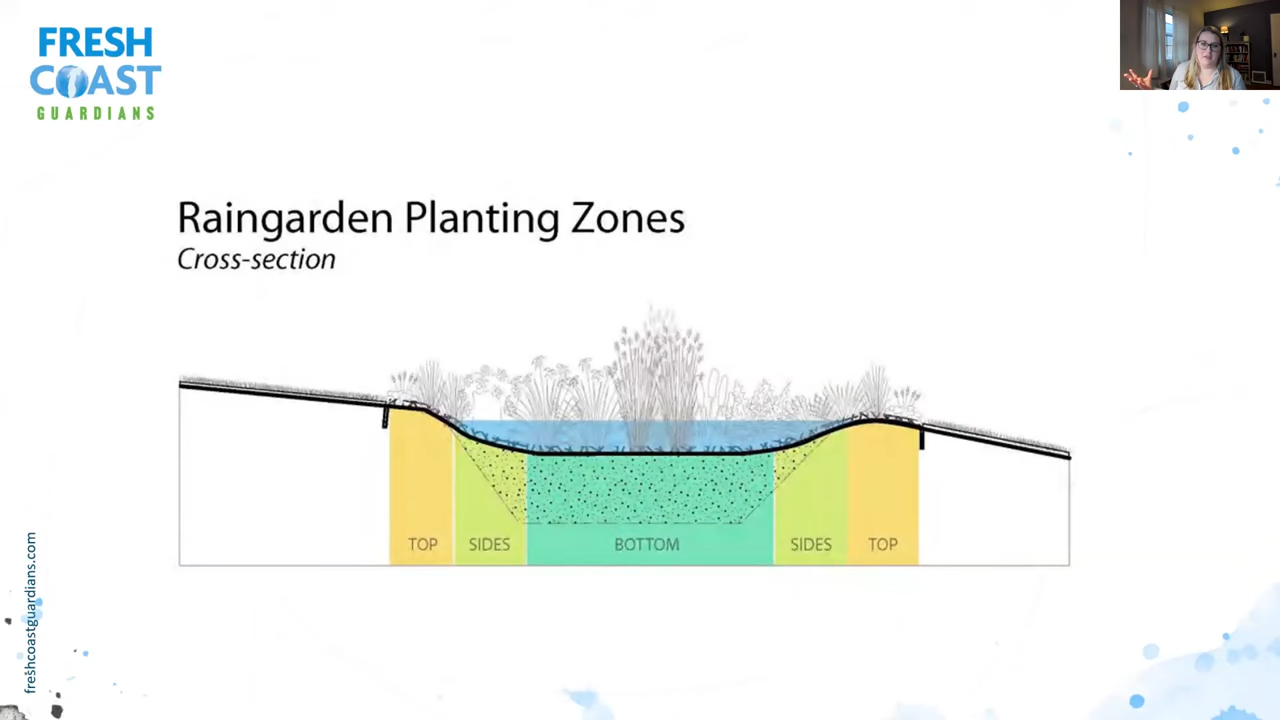 FRESH
COAST
GUARDIANS
Raingarden Planting Zones
Cross-section
TOP SIDES BOTTOM SIDES TOP
freshcoastguardians.com